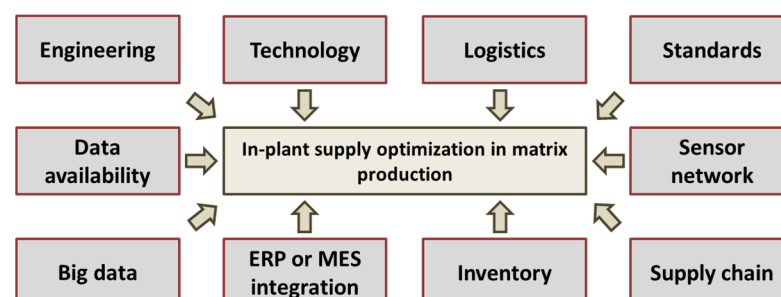 Engineering
Technology
Logistics
Standards
Data
availability
In-plant supply optimization in matrix
production
Sensor
network
Big data
ERP or MES
integration
Inventory
Supply chain